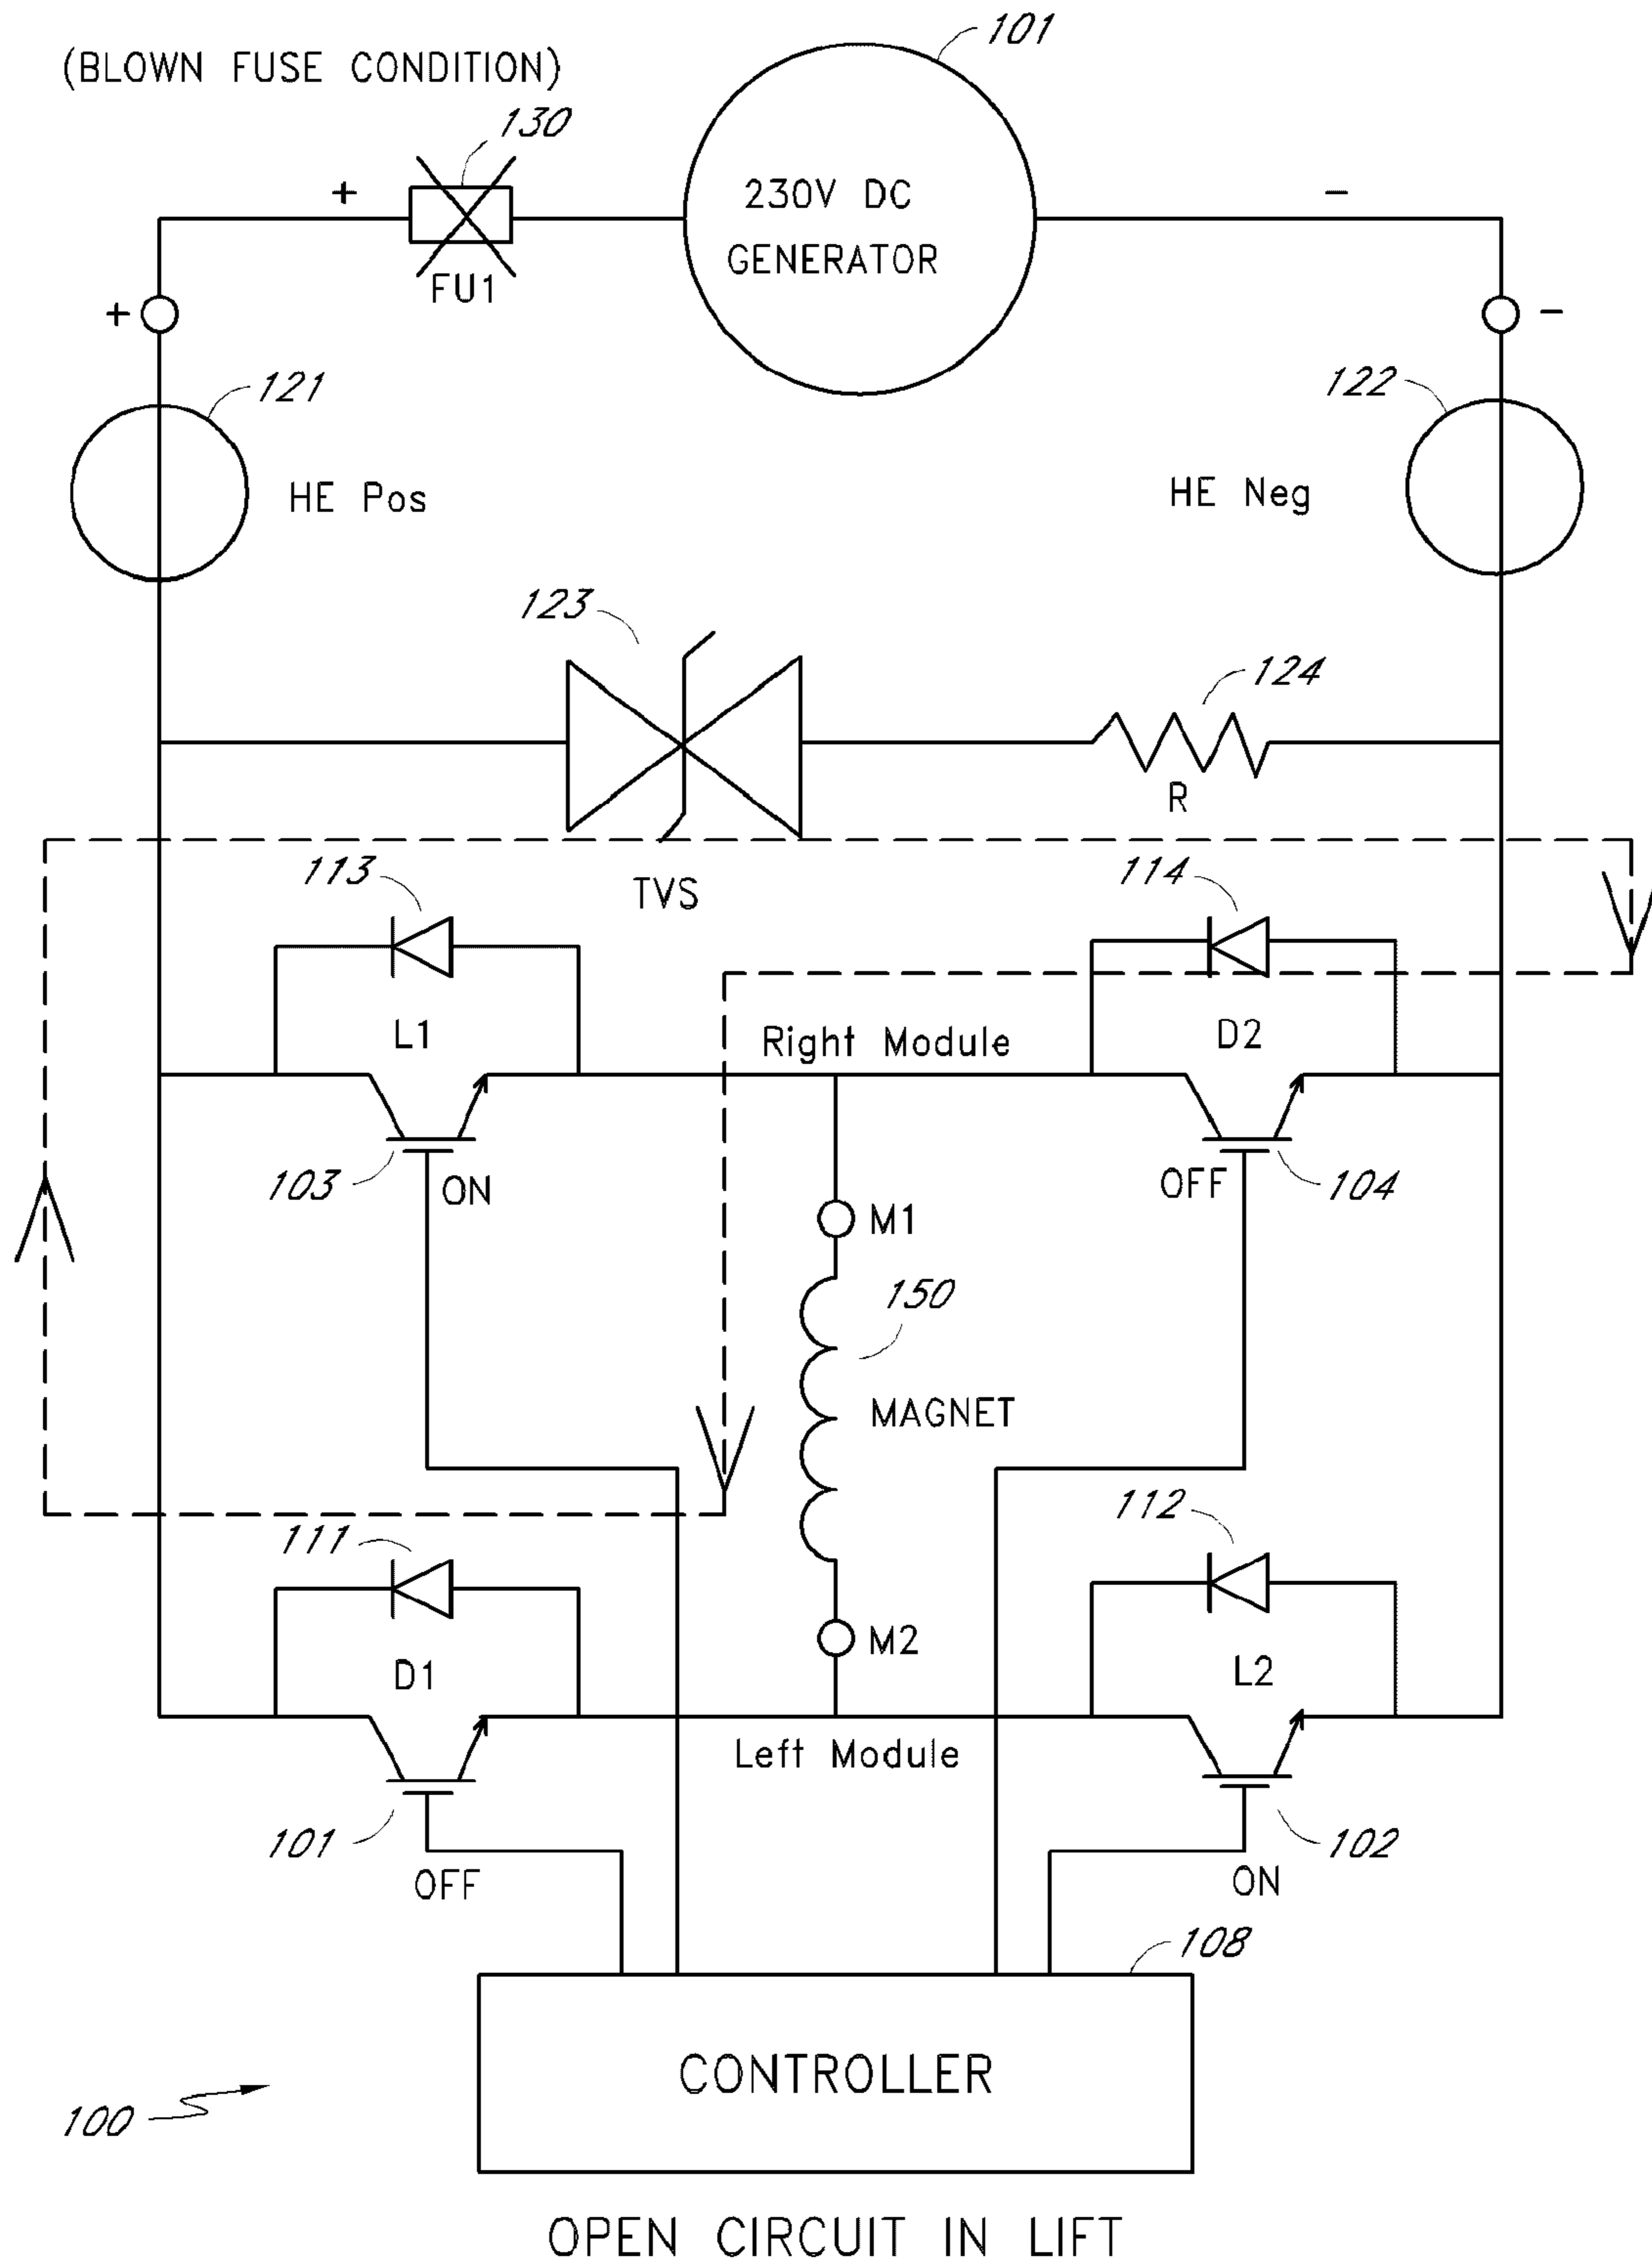 101
(BLOWN FUSE CONDITION)
130
+
-
230V DC
GENERATOR
FU1
+
-
121
122
HE Pos
HE Neg
123
124
R
113
114
TVS
L1
Right Module
D2
103
ON
OFF
104
M1
150
MAGNET
111
112
M2
D1
L2
Left Module
101
102
OFF
ON
108
CONTROLLER
100
OPEN CIRCUIT IN LIFT